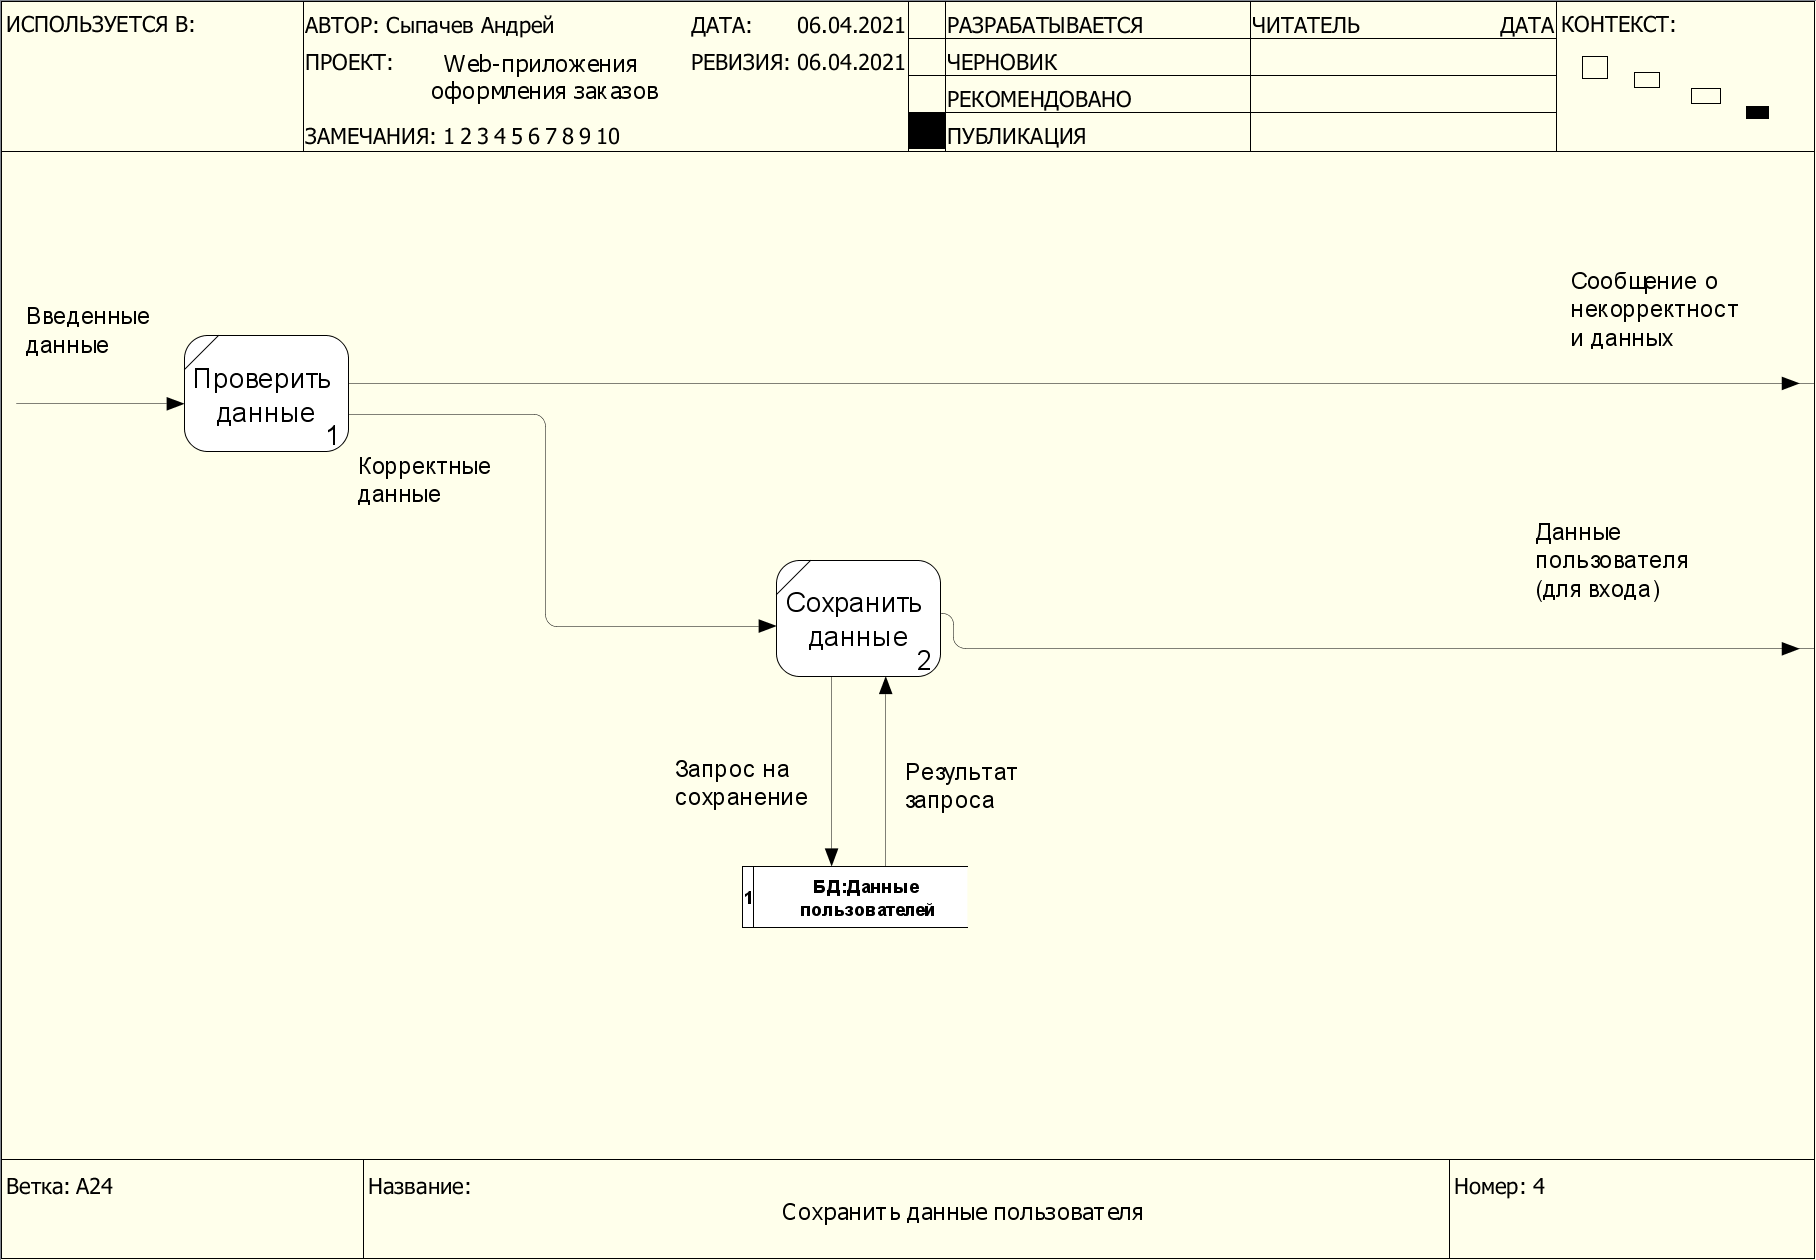 ИСПОЛЬЗУЕТСЯ В:
АВТОР: Сыпачев Андрей
ДАТА: 06.04.2021
ПРОЕКТ: Web-приложения
оформления заказов
РЕВИЗИЯ: 06.04.2021
ЗАМЕЧАНИЯ: 1 2 3 4 5 6 7 8 9 10
РАЗРАБАТЫВАЕТСЯ
ЧЕРНОВИК
РЕКОМЕНДОВАНО
ПУБЛИКАЦИЯ
ЧИТАТЕЛЬ ДАТА
КОНТЕКСТ:
Введенные
данные
Проверить
данные
1
Сообщение о
некорректност
и данных
Корректные
данные
Сохранить
данные
2
Данные
пользователя
(для входа)
Запрос на
сохранение
Результат
запроса
1
БД:Данные
пользователей
Ветка: A24
Название:
Сохранить данные пользователя
Номер: 4